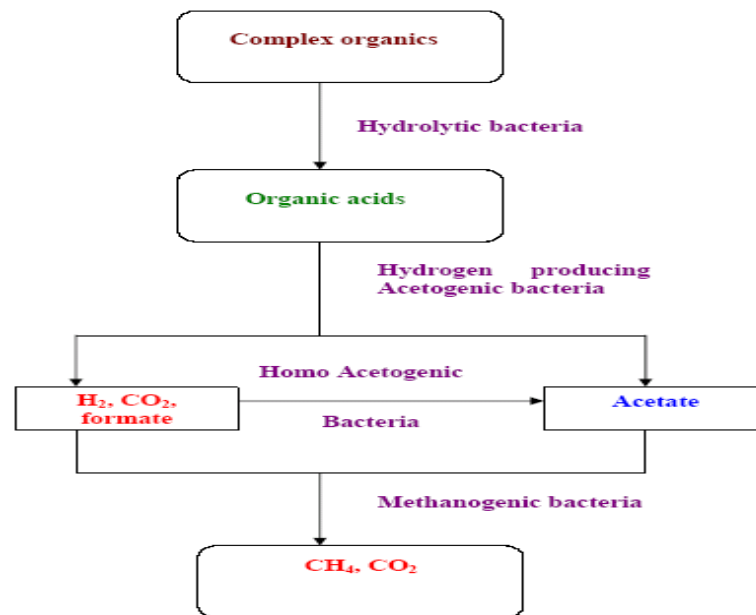 Complex organics
Hydrolytic bacteria
Organic acids
Hydrogen producing
Acetogenic bacteria
Homo Acetogenic
H₂, CO₂,
formate
Acetate
Bacteria
Methanogenic bacteria
CH₄, CO₂